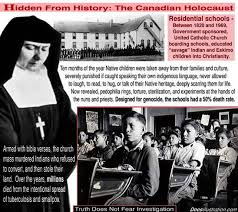 Hidden From History: The Canadian Holocaust
Residential schools -
Between 1820 and 1969,
Government sponsored,
United Catholic Church
boarding schools, educated
"savage" Indian and Eskimo
children into Christianity.
Ten months of the year Native children were taken away from their families and culture,
severely punished if caught speaking their own indigenous language, never allowed
to laugh, to read, to hug, or talk of their Native heritage, deeply scarring them for life.
Now revealed, pedophilia rings, torture, sterilization, and experiments at the hands
of the nuns and priests. Designed for genocide, the schools had a 50% death rate.
Armed with bible verses, the church
mass murdered Indians who refused
to convert, and then stole their
land. Over the years, millions
died from the intentional spread
of tuberculosis and smallpox.
Truth Does Not Fear Investigation